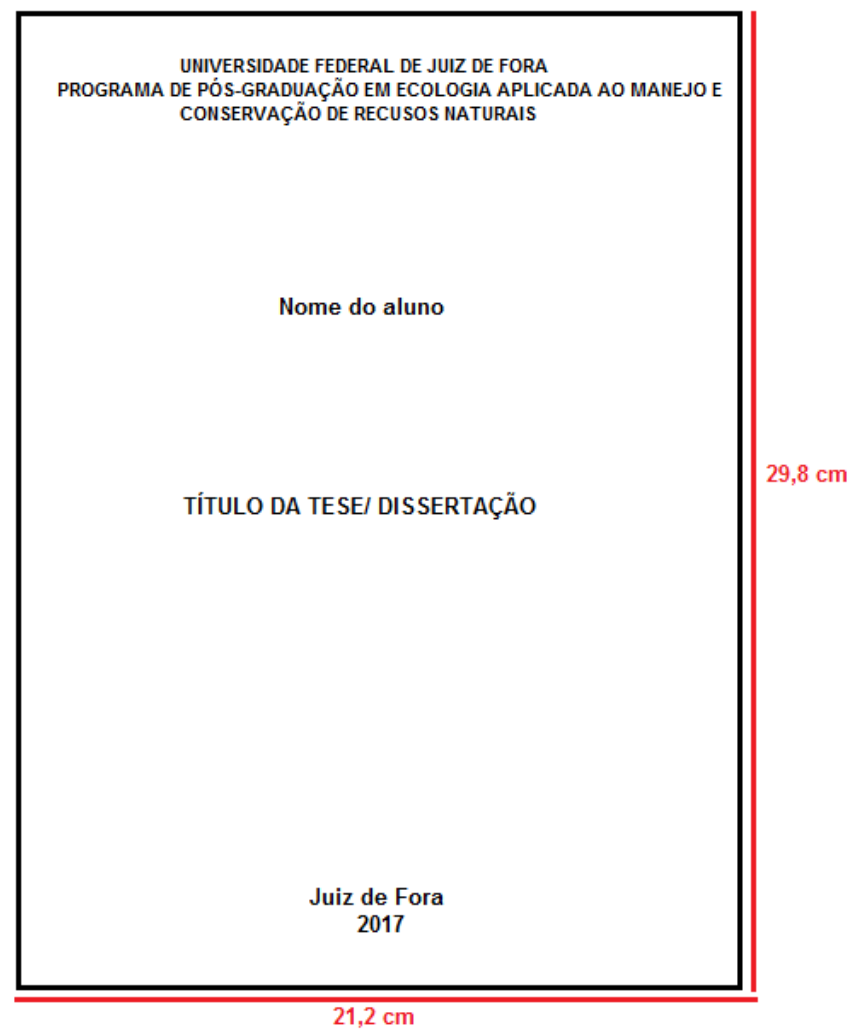 UNIVERSIDADE FEDERAL DE JUIZ DE FORA
PROGRAMA DE PÓS-GRADUAÇÃO EM ECOLOGIA APLICADA AO MANEJO E
CONSERVAÇÃO DE RECUSOS NATURAIS
Nome do aluno
29,8 cm
TÍTULO DA TESE/ DISSERTAÇÃO
Juiz de Fora
2017
21,2 cm